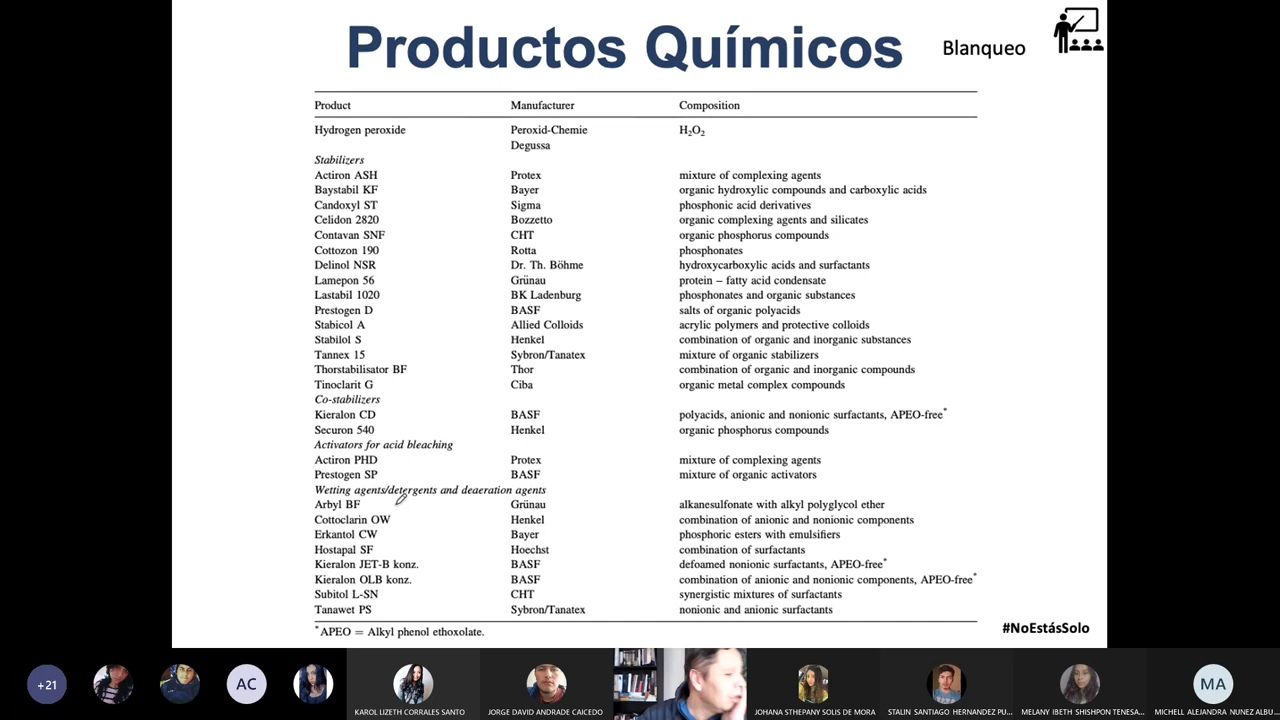 Productos Químicos
Blanqueo
Product Manufacturer Composition
Hydrogen peroxide Peroxid-Chemie H₂O₂
Degussa
Stabilizers
Actiron ASH Protex mixture of complexing agents
Baystabil KF Bayer organic hydroxylic compounds and carboxylic acids
Candoxyl ST Sigma phosphonic acid derivatives
Celidon 2820 Bozzetto organic complexing agents and silicates
Contavan SNF CHT organic phosphorus compounds
Cottozon 190 Rotta phosphonates
Delinol NSR Dr. Th. Böhme hydroxycarboxylic acids and surfactants
Lamepon 56 Grünau protein – fatty acid condensate
Lastabil 1020 BK Ladenburg phosphonates and organic substances
Prestogen D BASF salts of organic polyacids
Stabicol A Allied Colloids acrylic polymers and protective colloids
Stabilol S Henkel combination of organic and inorganic substances
Tannex 15 Sybron/Tanatex mixture of organic stabilizers
Thorstabilisator BF Thor combination of organic and inorganic compounds
Tinoclarit G Ciba organic metal complex compounds
Co-stabilizers
Kieralon CD BASF polyacids, anionic and nonionic surfactants, APEO-free*
Securon 540 Henkel organic phosphorus compounds
Activators for acid bleaching
Actiron PHD Protex mixture of complexing agents
Prestogen SP BASF mixture of organic activators
Wetting agents/detergents and deaeration agents
Arbyl BF Grünau alkanesulfonate with alkyl polyglycol ether
Cottoclarin OW Henkel combination of anionic and nonionic components
Erkantol CW Bayer phosphoric esters with emulsifiers
Hostapal SF Hoechst combination of surfactants
Kieralon JET-B konz. BASF defoamed nonionic surfactants, APEO-free*
Kieralon OLB konz. BASF combination of anionic and nonionic components, APEO-free*
Subitol L-SN CHT synergistic mixtures of surfactants
Tanawet PS Sybron/Tanatex nonionic and anionic surfactants
*APEO = Alkyl phenol ethoxolate.
#NoEstásSolo
+21
AC
MA
KAROL LIZETH CORRALES SANTO
JORGE DAVID ANDRADE CAICEDO
JOHANA STHEPANY SOLIS DE MORA
STALIN SANTIAGO HERNANDEZ PU...
MELANY IBETH SHISHPON TENESA...
MICHELL ALEJANDRA NUNEZ ALBU